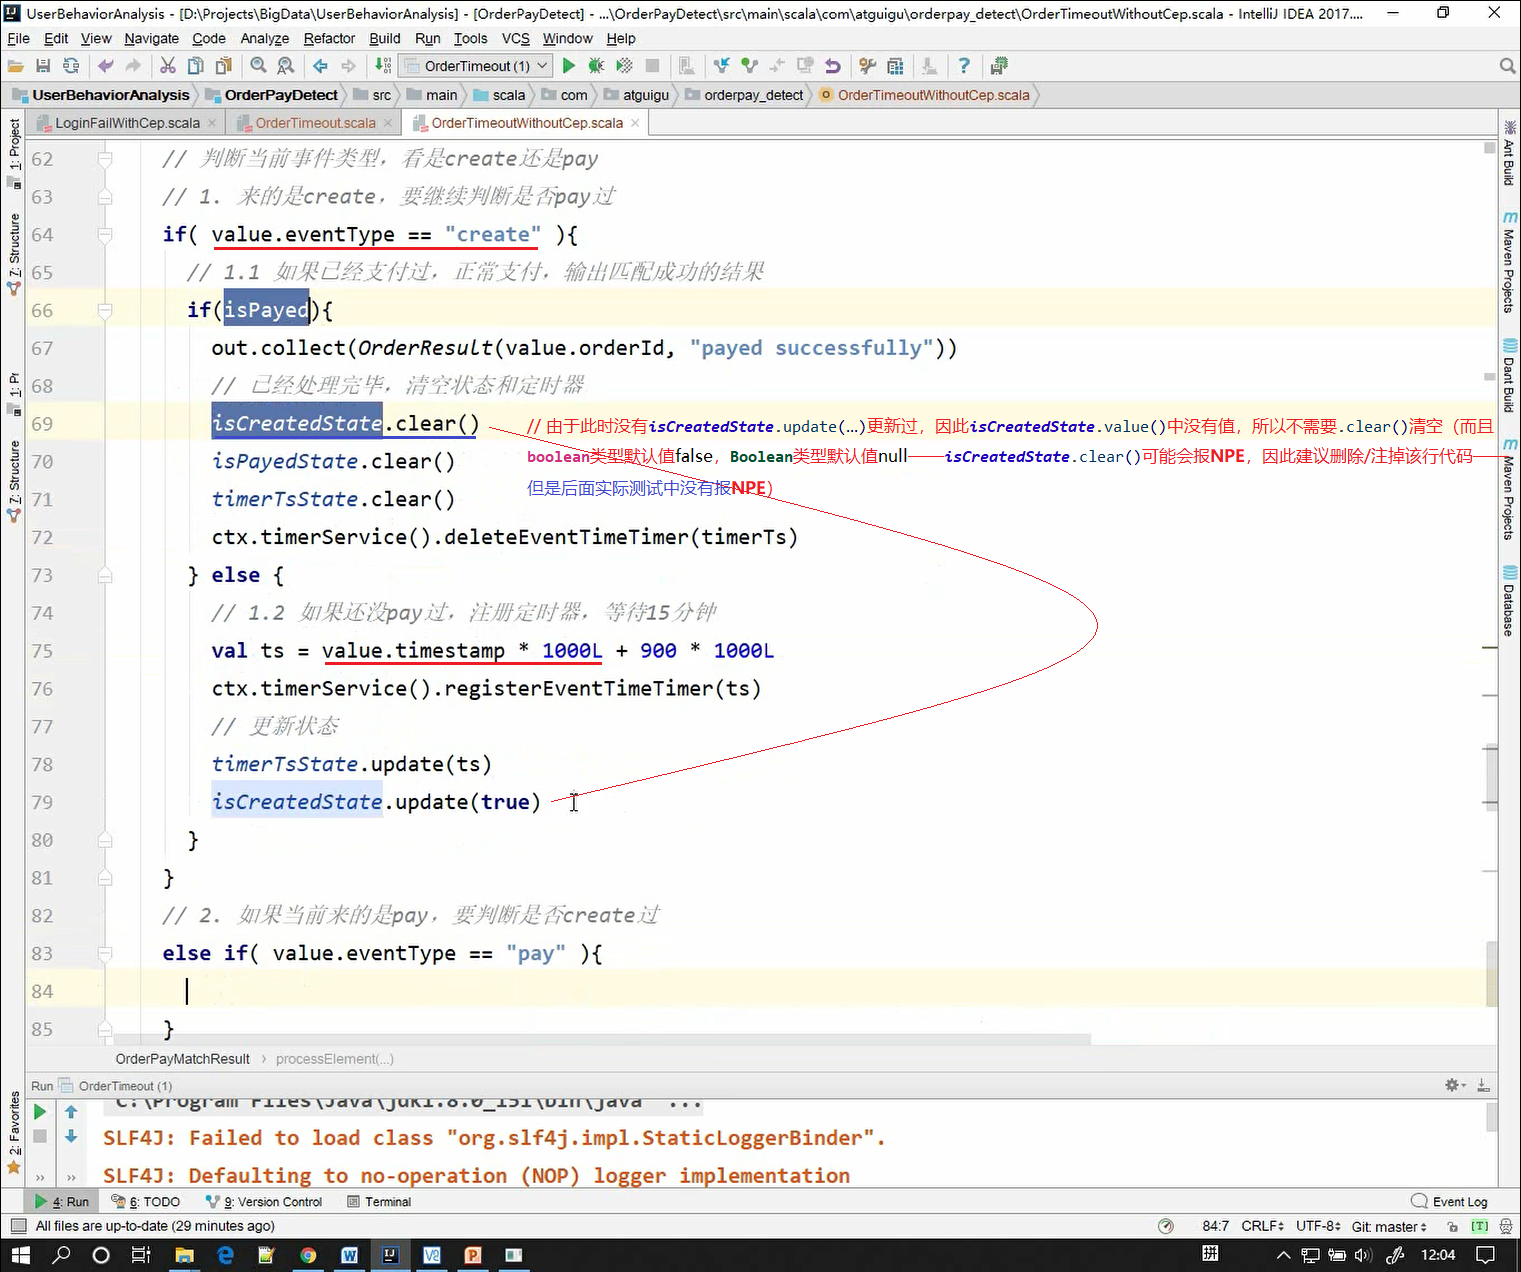 UserBehaviorAnalysis - [D:\Projects\BigData\UserBehaviorAnalysis] - [OrderPayDetect] - ...\OrderPayDetect\src\main\scala\com\atguigu\orderpay_detect\OrderTimeoutWithoutCep.scala - IntelliJ IDEA 2017....
File Edit View Navigate Code Analyze Refactor Build Run Tools VCS Window Help
OrderTimeout (1)
UserBehaviorAnalysis OrderPayDetect src main scala com atguigu orderpay_detect OrderTimeoutWithoutCep.scala
LoginFailWithCep.scala OrderTimeout.scala OrderTimeoutWithoutCep.scala
1: Project
7: Structure
1: Pr
7: Structure
2: Favorites
62 // 判断当前事件类型，看是create还是pay
63 // 1. 来的是create，要继续判断是否pay过
64 if( value.eventType == "create" ){
65 // 1.1 如果已经支付过，正常支付，输出匹配成功的结果
66 if(isPayed){
67 out.collect(OrderResult(value.orderId, "payed successfully"))
68 // 已经处理完毕，清空状态和定时器
69 isCreatedState.clear()
// 由于此时没有isCreatedState.update(…)更新过，因此isCreatedState.value()中没有值，所以不需要.clear()清空（而且
boolean类型默认值false，Boolean类型默认值null——isCreatedState.clear()可能会报NPE，因此建议删除/注掉该行代码——
但是后面实际测试中没有报NPE）
70 isPayedState.clear()
71 timerTsState.clear()
72 ctx.timerService().deleteEventTimeTimer(timerTs)
73 } else {
74 // 1.2 如果还没pay过，注册定时器，等待15分钟
75 val ts = value.timestamp * 1000L + 900 * 1000L
76 ctx.timerService().registerEventTimeTimer(ts)
77 // 更新状态
78 timerTsState.update(ts)
79 isCreatedState.update(true)
80 }
81 }
82 // 2. 如果当前来的是pay，要判断是否create过
83 else if( value.eventType == "pay" ){
84
85 }
Ant Build
Maven Projects
Dant Build
Maven Projects
Database
OrderPayMatchResult › processElement(...)
Run OrderTimeout (1)
C:\Program Files\Java\jdk1.8.0_151\bin\java ...
SLF4J: Failed to load class "org.slf4j.impl.StaticLoggerBinder".
SLF4J: Defaulting to no-operation (NOP) logger implementation
4: Run 6: TODO 9: Version Control Terminal Event Log
All files are up-to-date (29 minutes ago) 84:7 CRLF UTF-8 Git: master [T]
拼 12:04